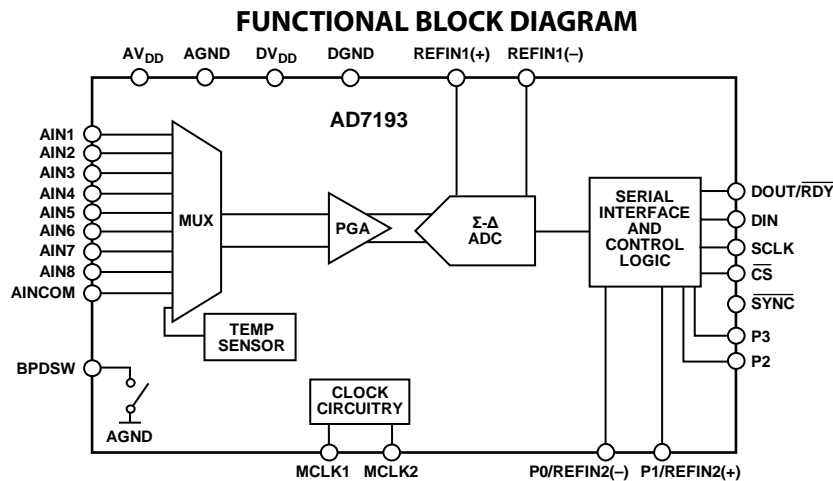 FUNCTIONAL BLOCK DIAGRAM
AVDD AGND DVDD DGND REFIN1(+) REFIN1(–)
AD7193
AIN1
AIN2
AIN3
AIN4
AIN5
AIN6
AIN7
AIN8
AINCOM
BPDSW
AGND
MUX
TEMP
SENSOR
PGA
Σ-Δ
ADC
SERIAL
INTERFACE
AND
CONTROL
LOGIC
DOUT/RDY
DIN
SCLK
CS
SYNC
P3
P2
CLOCK
CIRCUITRY
MCLK1 MCLK2 P0/REFIN2(–) P1/REFIN2(+)